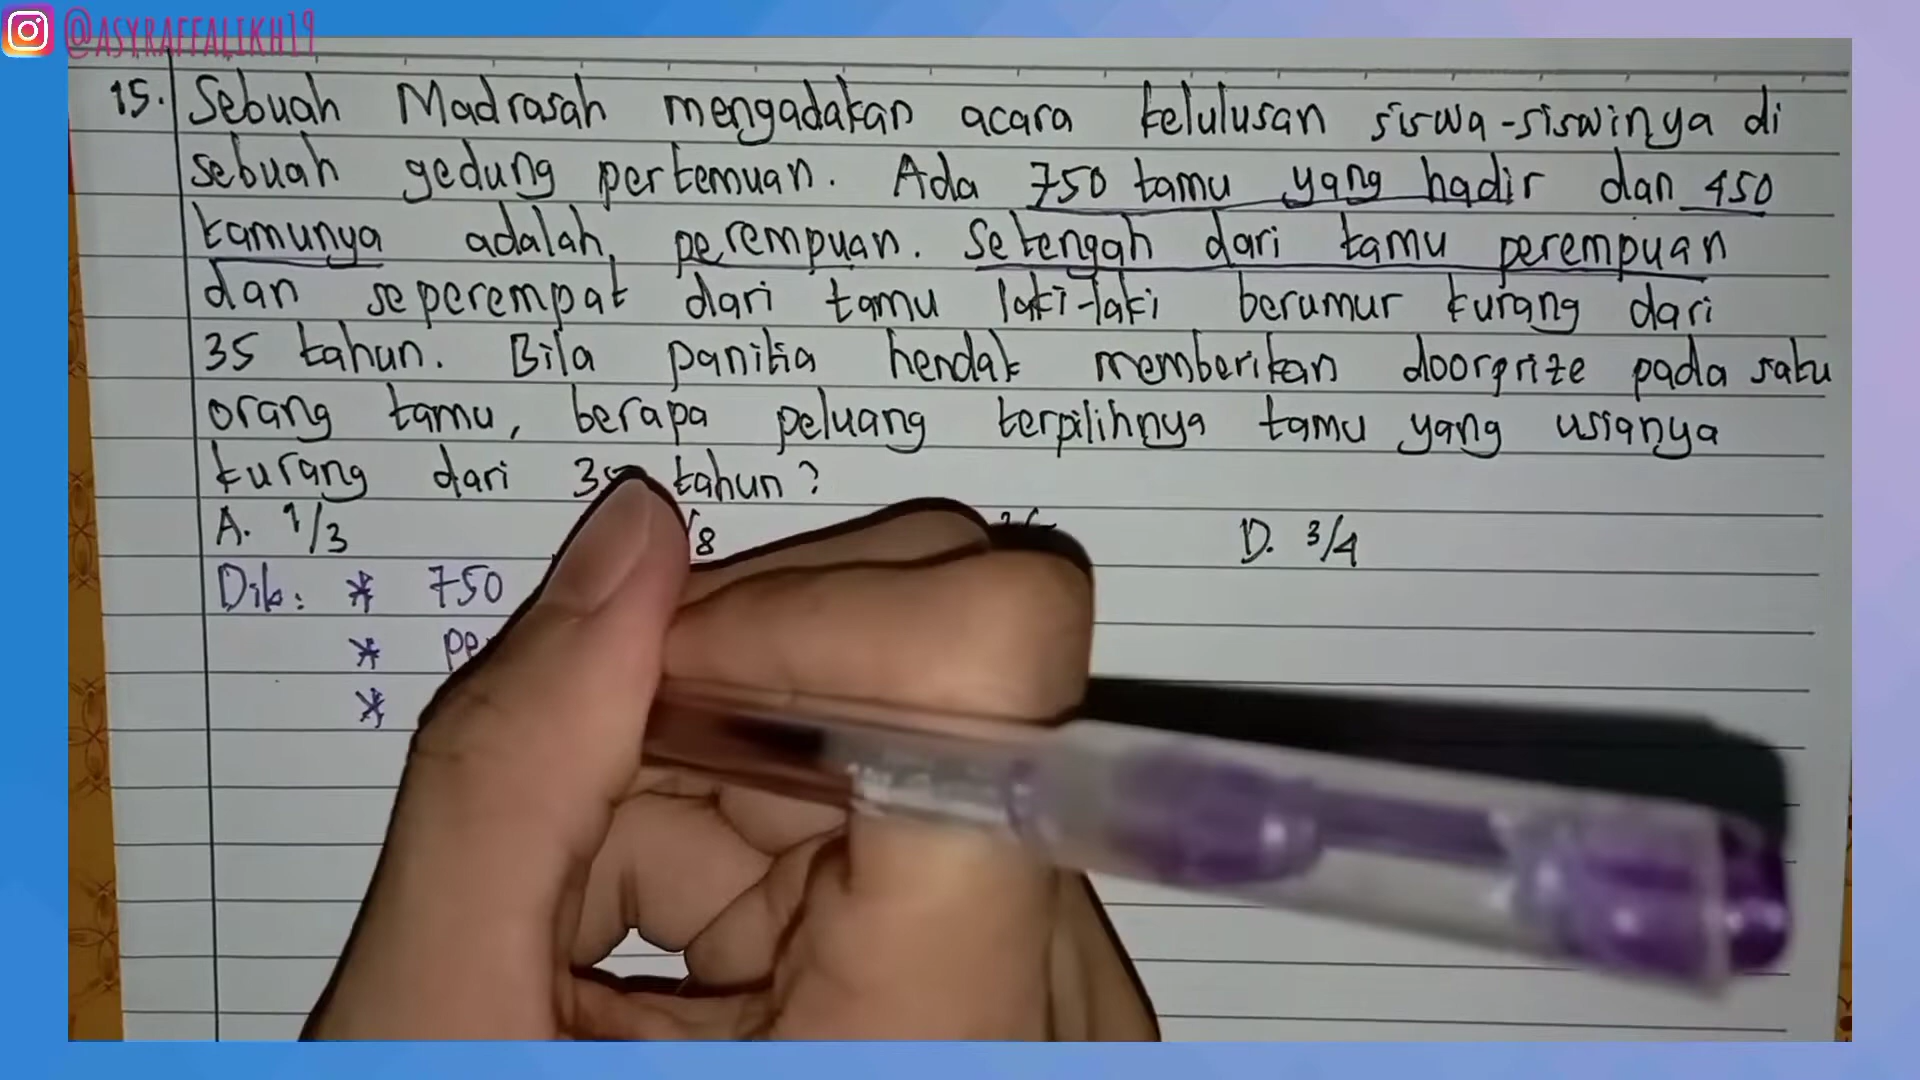 @ASYRAFFALIKH19
15. Sebuah Madrasah mengadakan acara kelulusan siswa-siswinya di
sebuah gedung pertemuan. Ada 750 tamu yang hadir dan 450
tamunya adalah perempuan. Setengah dari tamu perempuan
dan seperempat dari tamu laki-laki berumur kurang dari
35 tahun. Bila panitia hendak memberikan doorprize pada satu
orang tamu, berapa peluang terpilihnya tamu yang usianya
kurang dari tahun?
A. 1/3 /8 D. 3/4
Dik: * 750
*
*